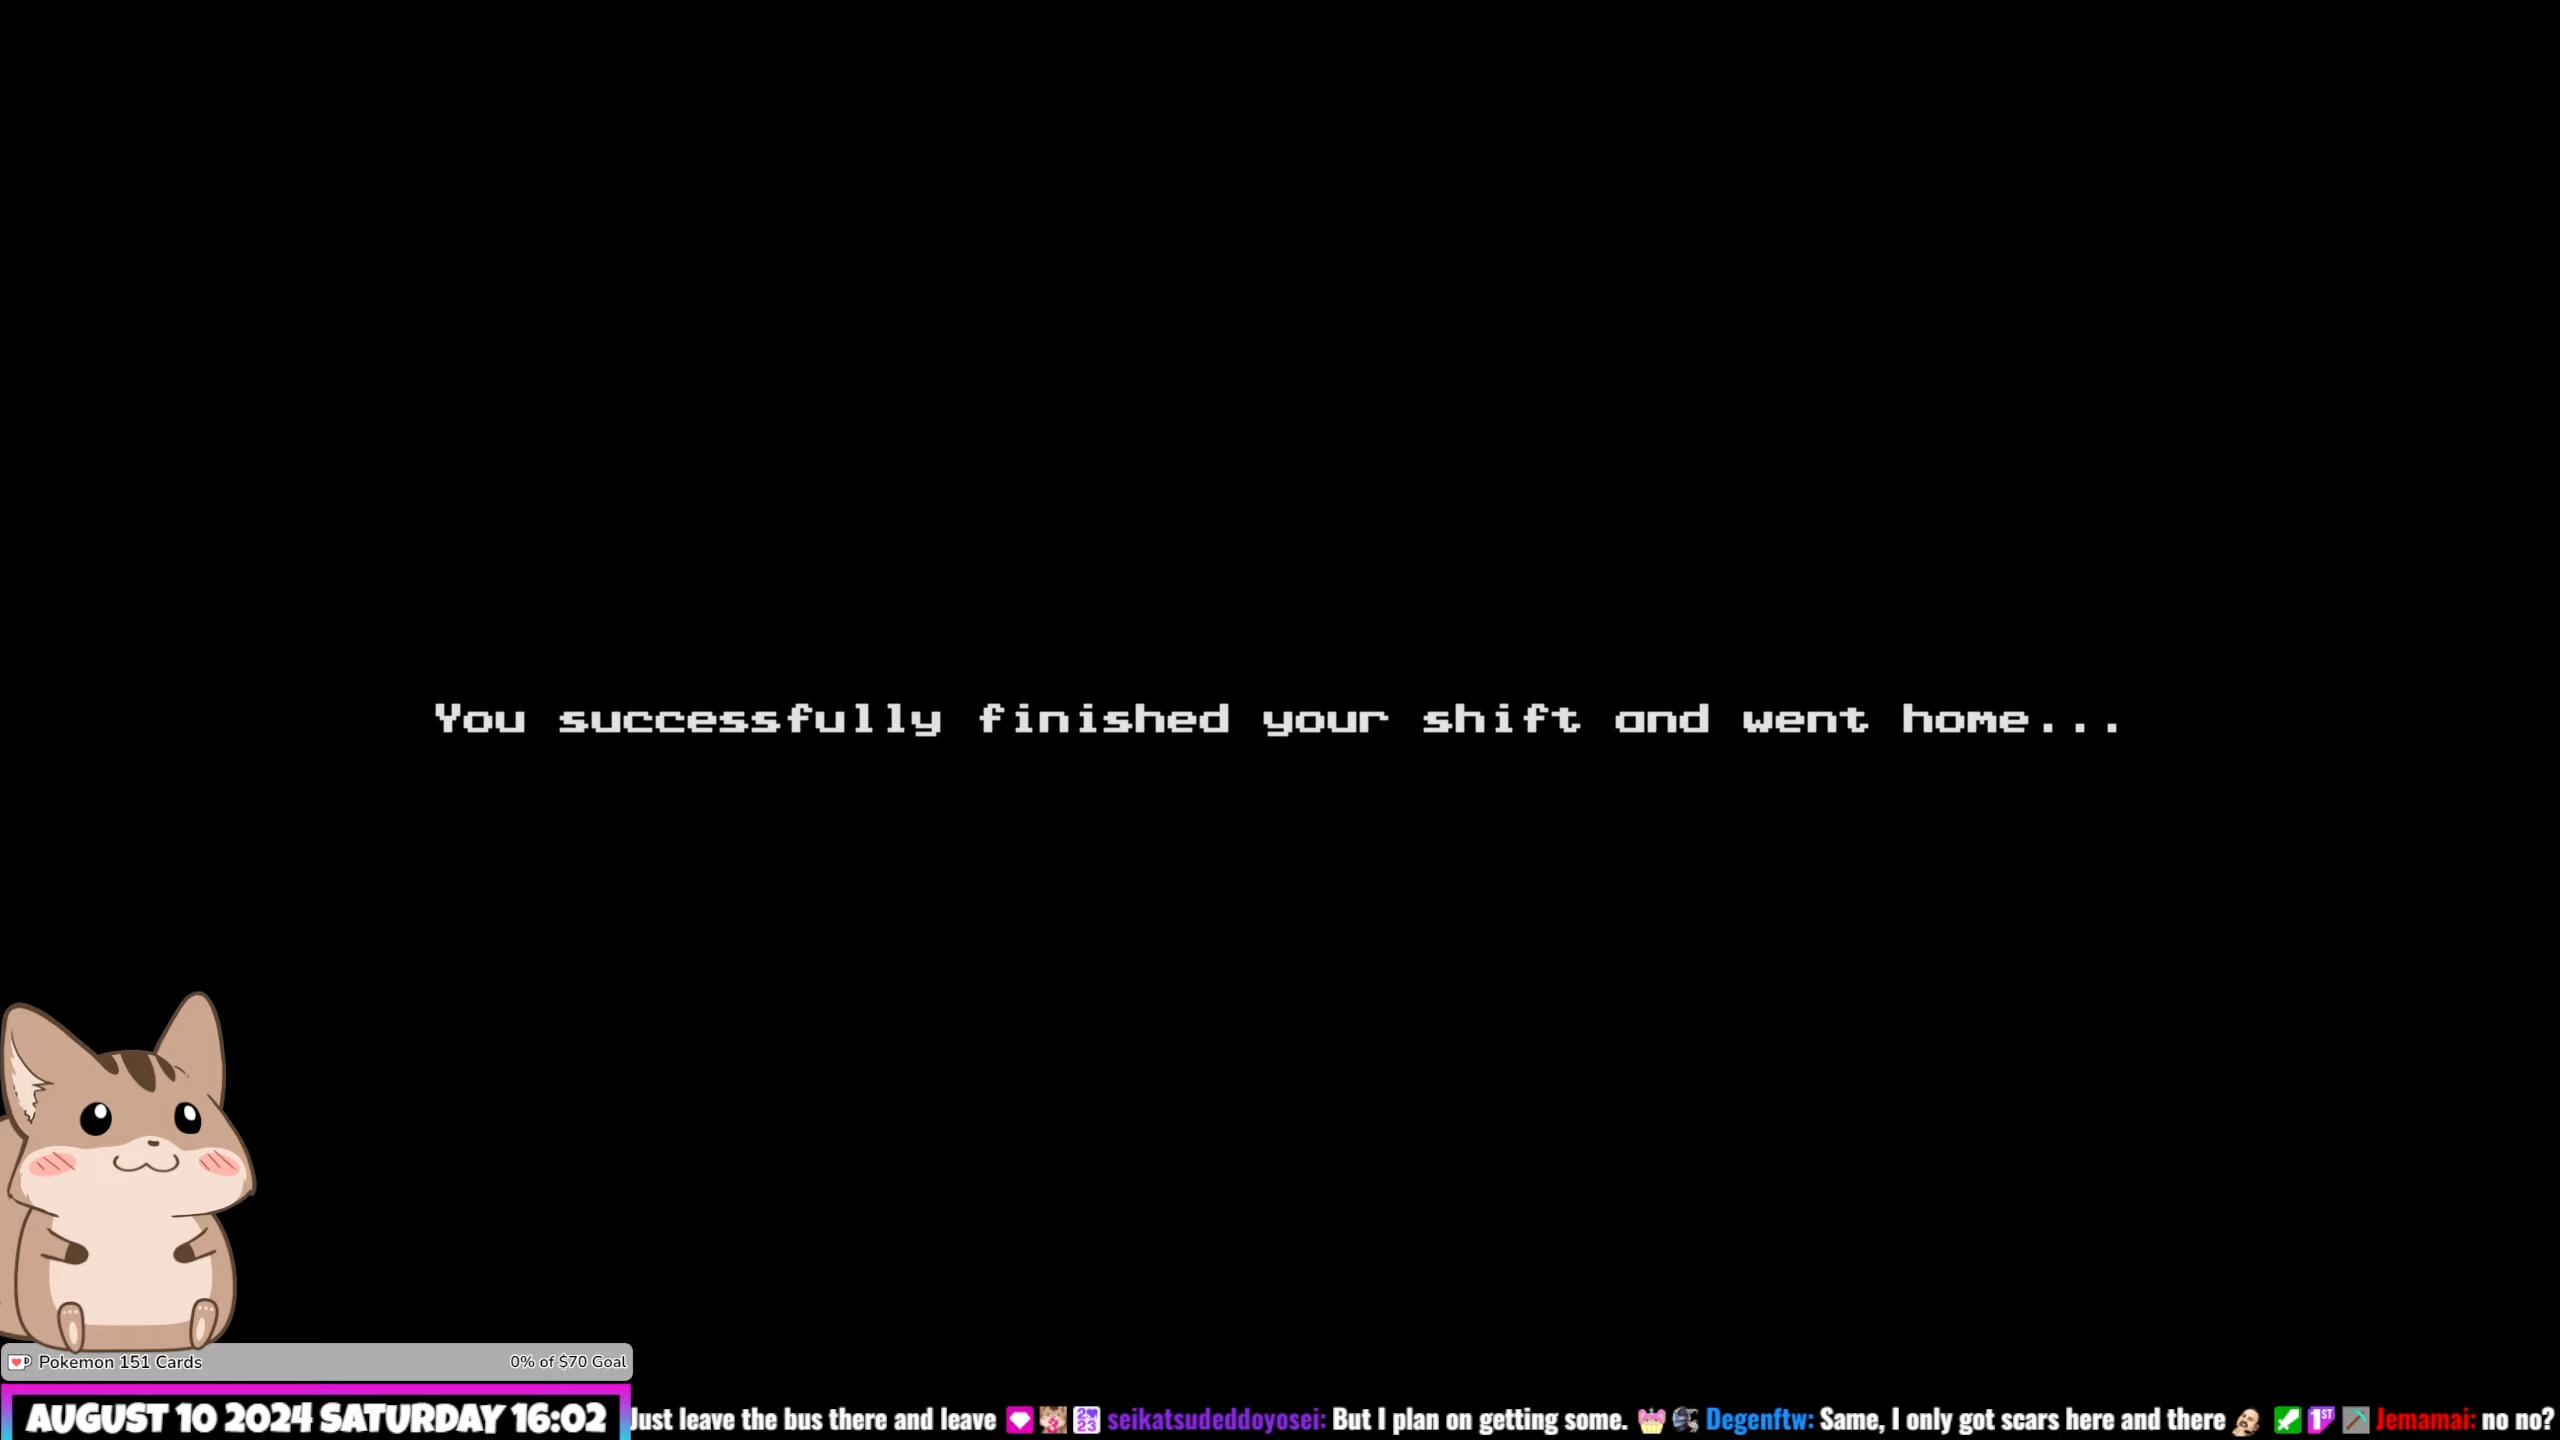 You successfully finished your shift and went home...
Pokemon 151 Cards 0% of $70 Goal
AUGUST 10 2024 SATURDAY 16:02 Just leave the bus there and leave 2023 seikatsudeddoyosei: But I plan on getting some. Degenftw: Same, I only got scars here and there 1ST Jemamai: no no?